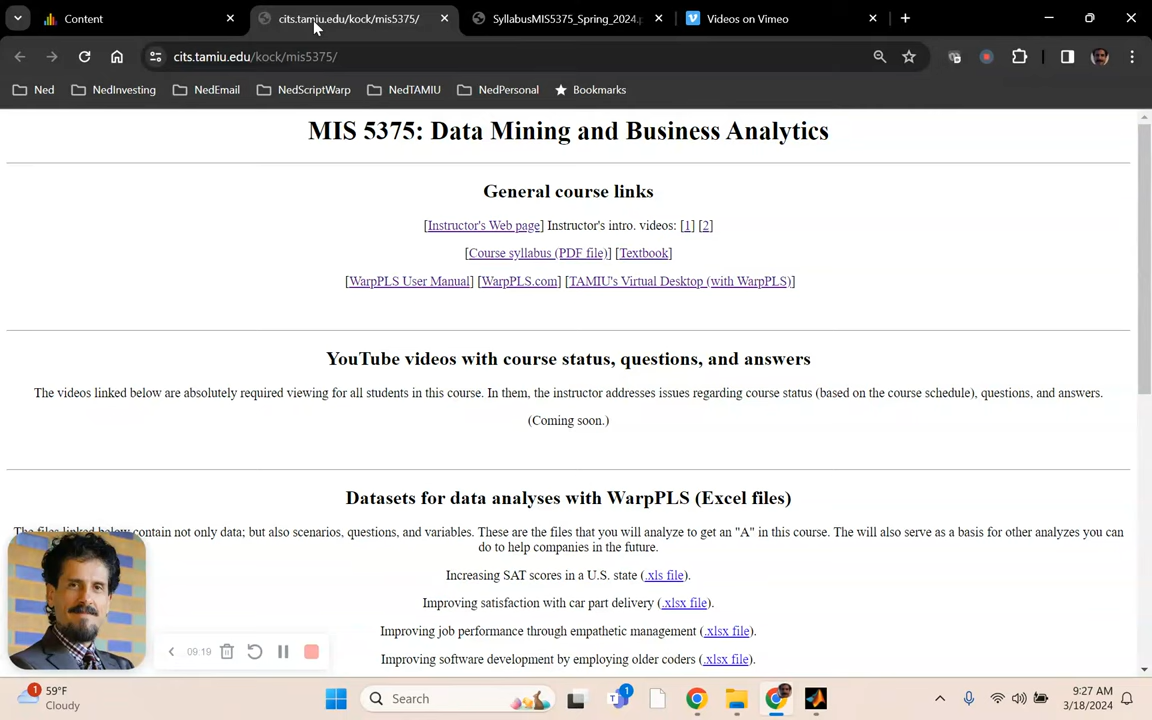 Content
cits.tamiu.edu/kock/mis5375/
SyllabusMIS5375_Spring_2024.
Videos on Vimeo
cits.tamiu.edu/kock/mis5375/
Ned
NedInvesting
NedEmail
NedScriptWarp
NedTAMIU
NedPersonal
Bookmarks
MIS 5375: Data Mining and Business Analytics
General course links
[Instructor's Web page] Instructor's intro. videos: [1] [2]
[Course syllabus (PDF file)] [Textbook]
[WarpPLS User Manual] [WarpPLS.com] [TAMIU's Virtual Desktop (with WarpPLS)]
YouTube videos with course status, questions, and answers
The videos linked below are absolutely required viewing for all students in this course. In them, the instructor addresses issues regarding course status (based on the course schedule), questions, and answers.
(Coming soon.)
Datasets for data analyses with WarpPLS (Excel files)
The files linked below contain not only data; but also scenarios, questions, and variables. These are the files that you will analyze to get an "A" in this course. The will also serve as a basis for other analyzes you can
do to help companies in the future.
Increasing SAT scores in a U.S. state (.xls file).
Improving satisfaction with car part delivery (.xlsx file).
Improving job performance through empathetic management (.xlsx file).
Improving software development by employing older coders (.xlsx file).
09:19
1
59°F
Cloudy
Search
1
9:27 AM
3/18/2024